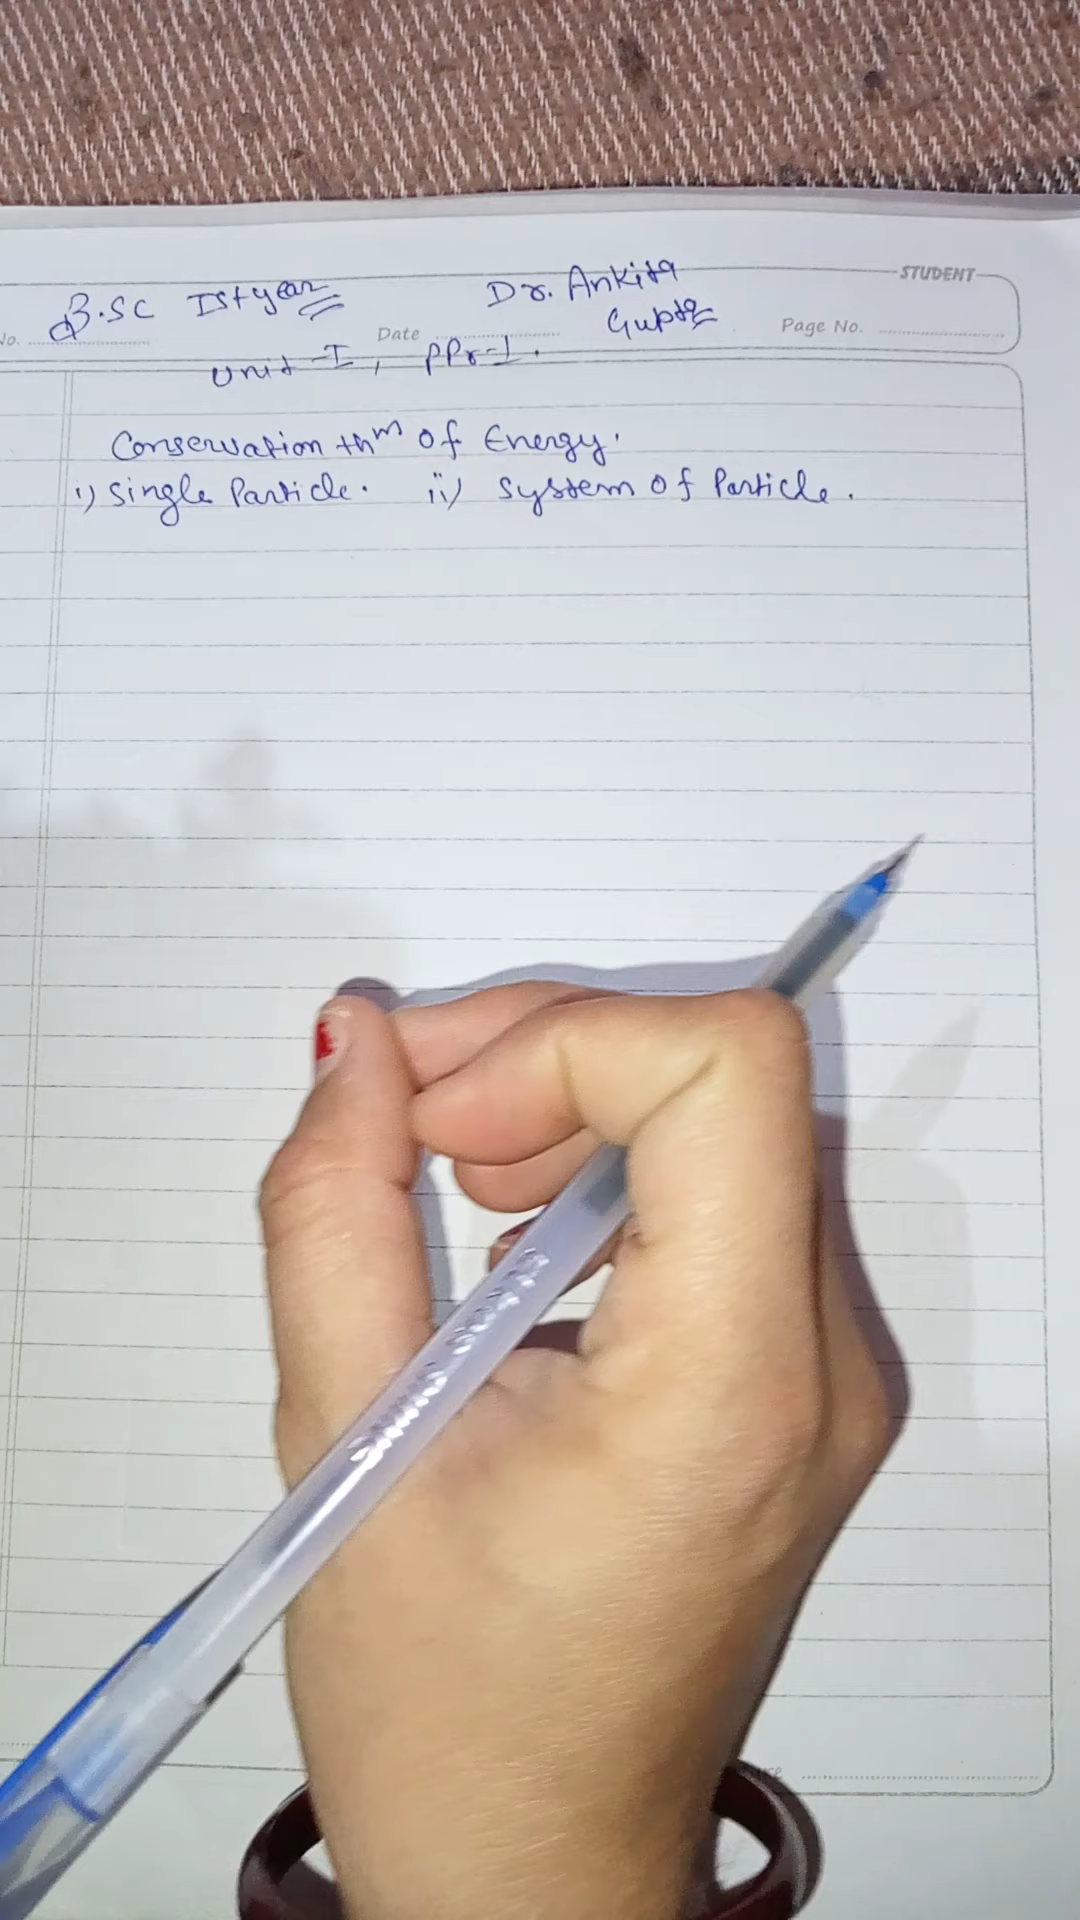 STUDENT
B.SC Ist year Dr. Ankita
Gupta
No. Date Page No.
Unit-I, PPr-I.
Conservation thm of Energy.
i) Single Particle. ii) System of Particle.